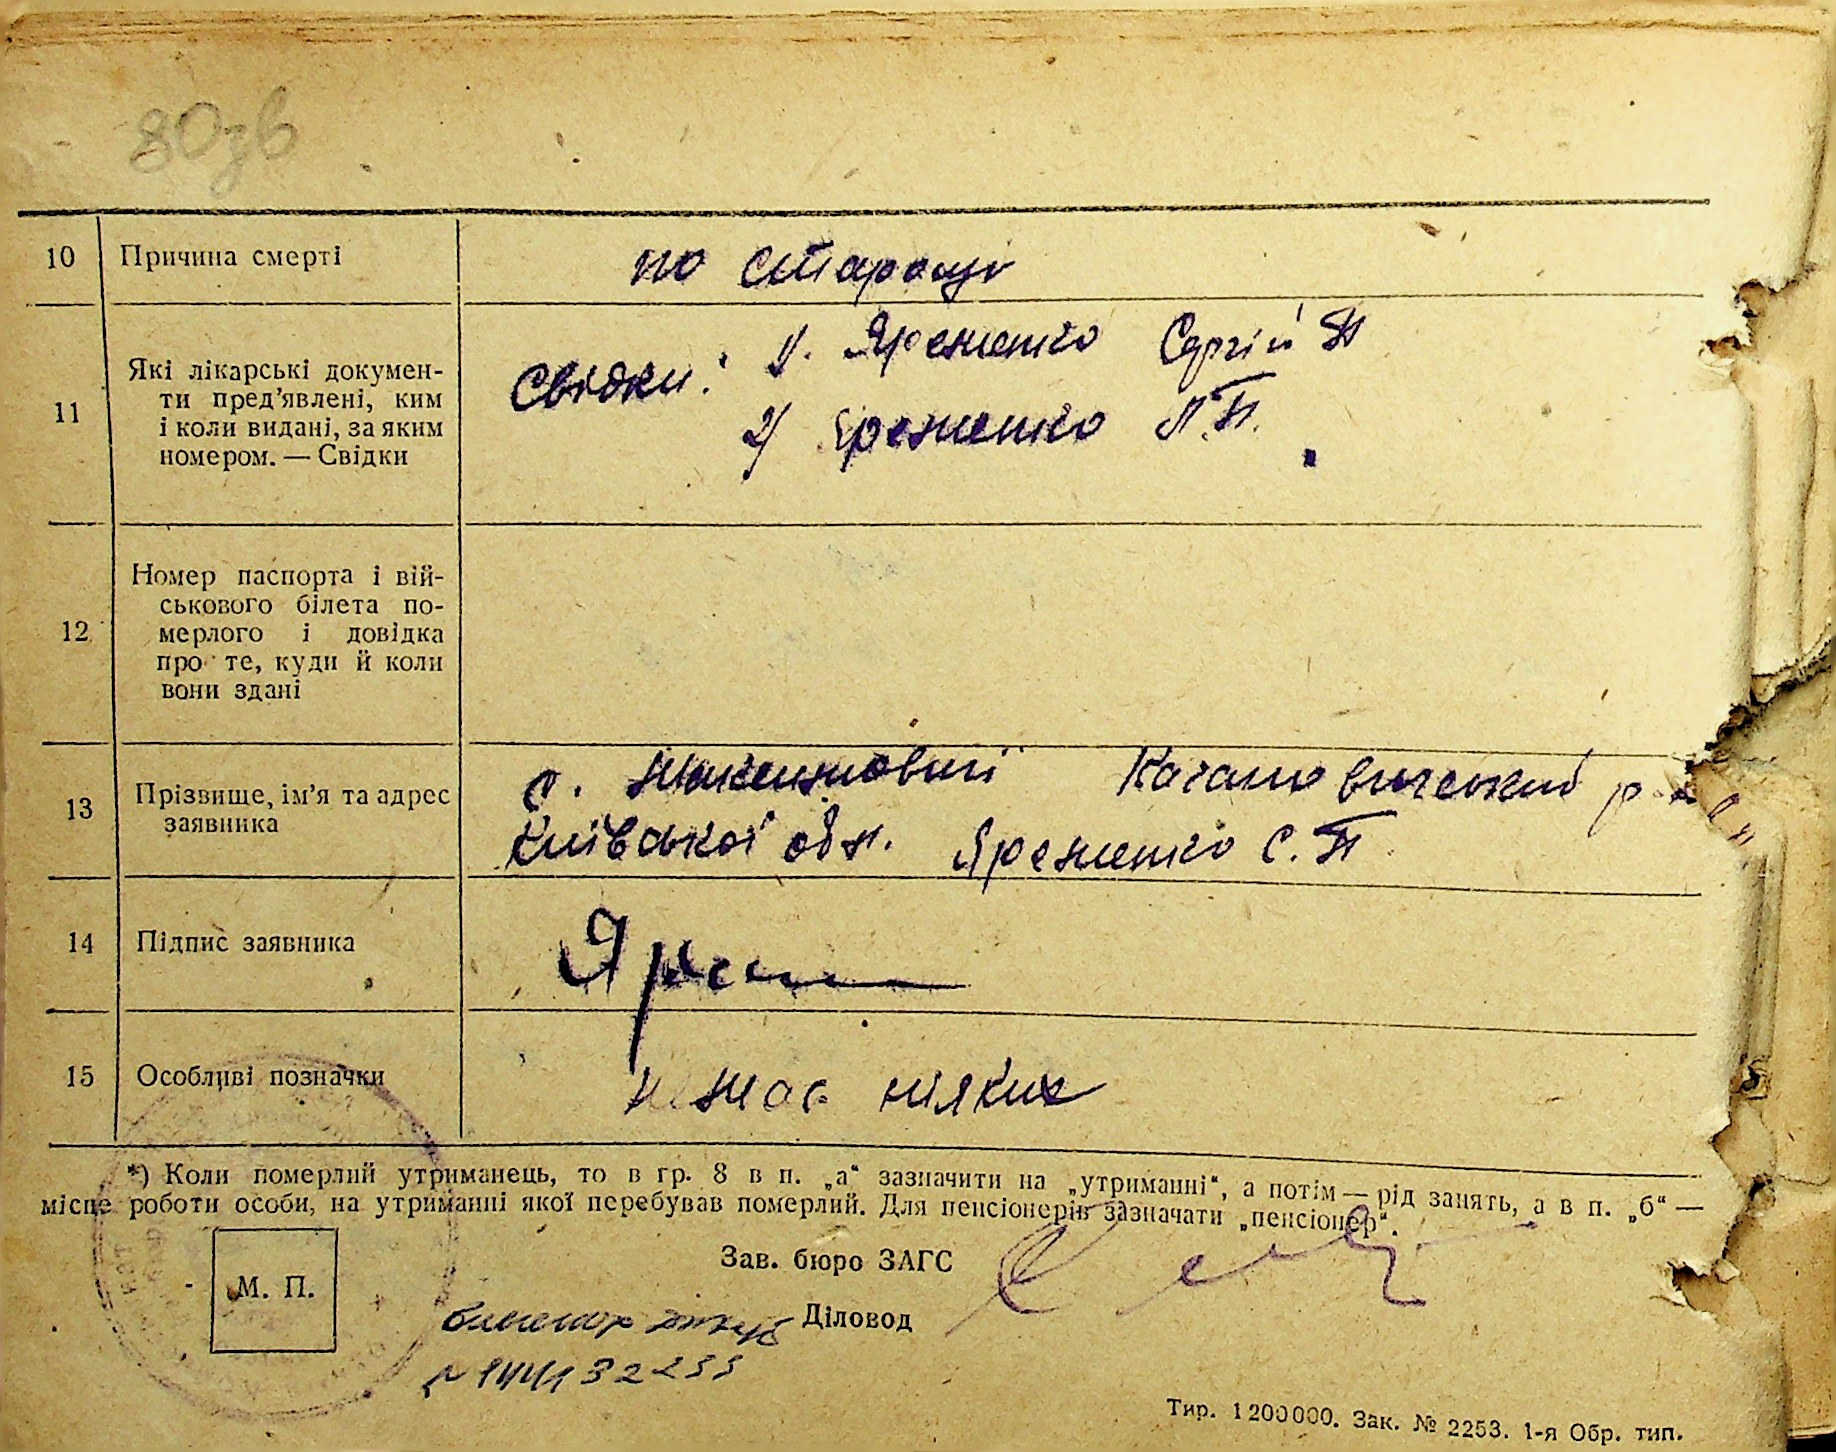 80зв
10 Причина смерті по старощі
11 Які лікарські докумен-
ти пред’явлені, ким
і коли видані, за яким
номером. — Свідки
Свідки: 1/. Яременко Сергій П
2/ Яременко П.
12 Номер паспорта і вій-
ськового білета по-
мерлого і довідка
про те, куди й коли
вони здані
13 Прізвище, ім’я та адрес
заявника
с.
Київської обл. Яременко С. П
14 Підпис заявника Ярем
15 Особливі позначки немає ніяких
*) Коли померлий утриманець, то в гр. 8 в п. „а“ зазначити на „утриманні“, а потім — рід занять, а в п. „б“ —
місце роботи особи, на утриманні якої перебував померлий. Для пенсіонерів зазначати „пенсіонер“.
Зав. бюро ЗАГС
М. П.
Діловод
Тир. 1200000. Зак. № 2253. 1-я Обр. тип.